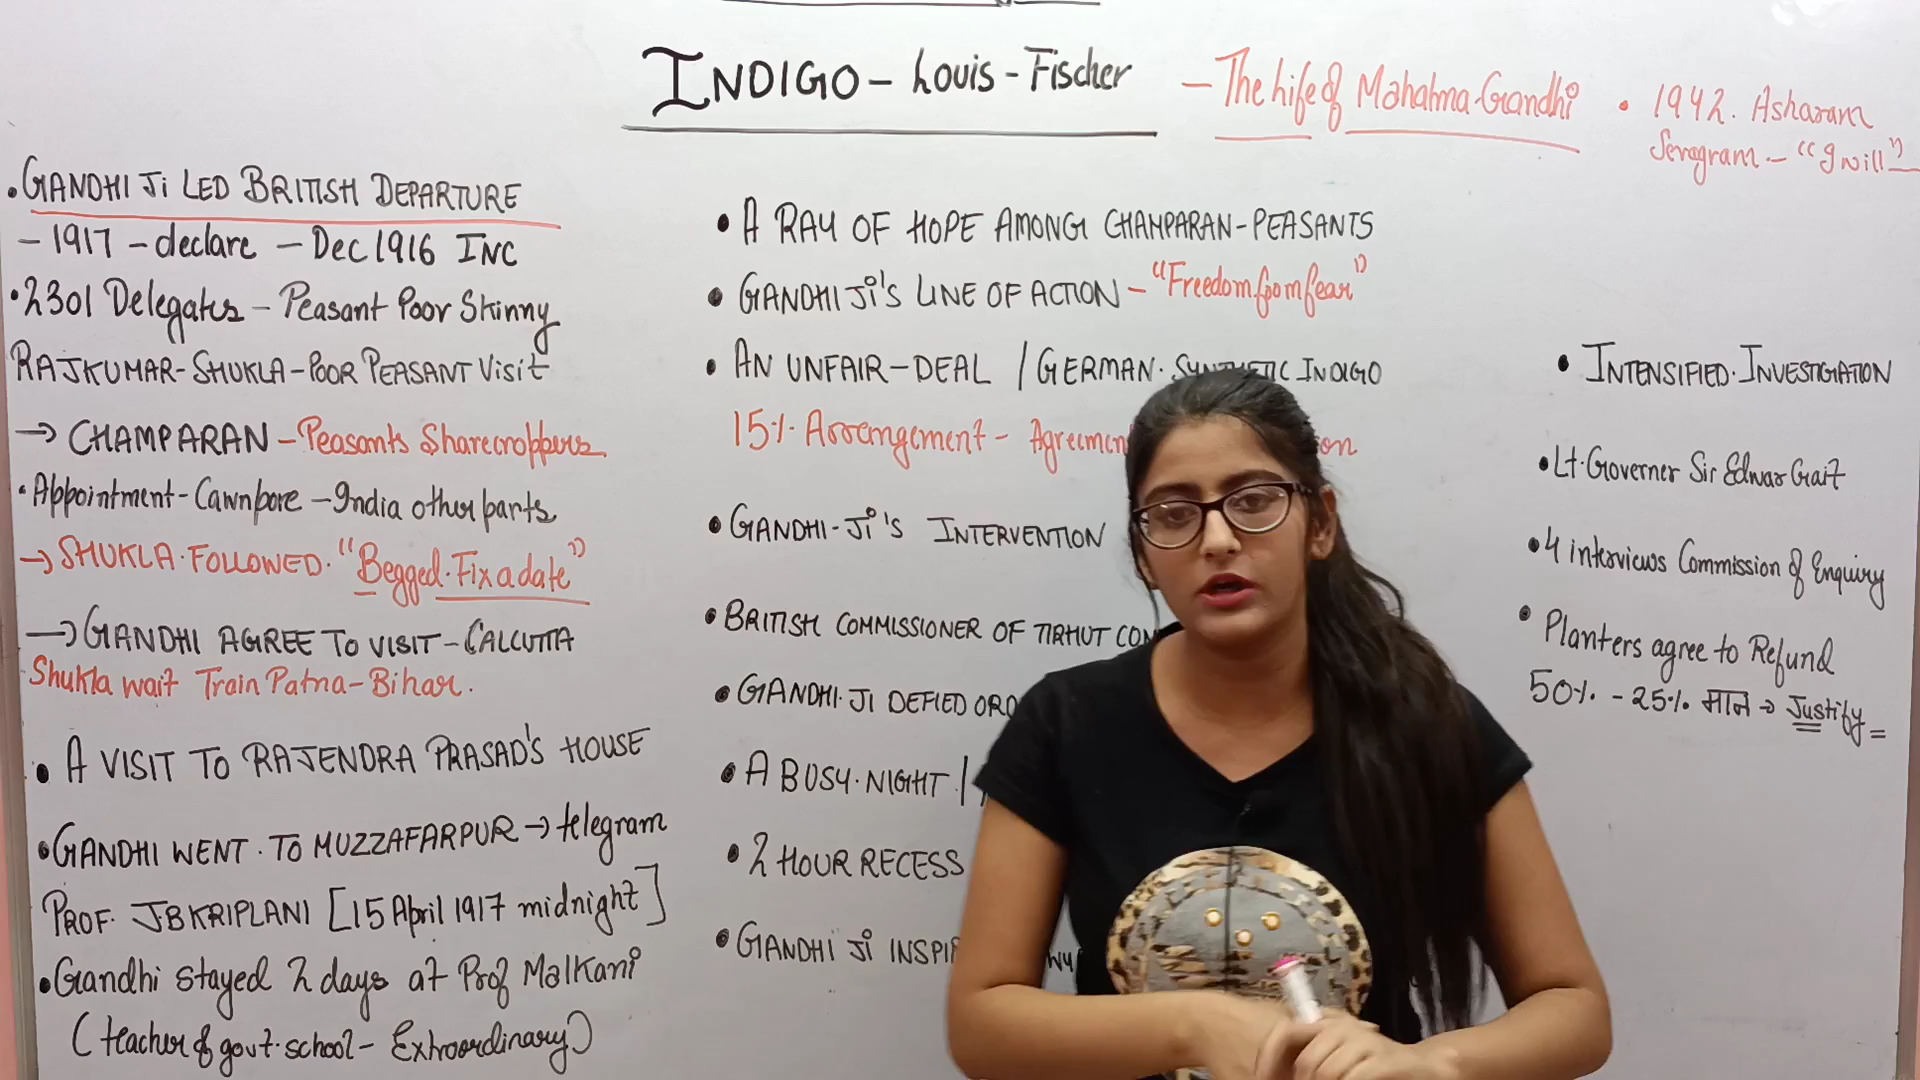 INDIGO - Louis - Fischer
- The Life of Mahatma Gandhi
• 1942. Asharam
Sevagram - "I will"
• GANDHI Ji LED BRITISH DEPARTURE
- 1917 - declare - Dec 1916 INC
• 2301 Delegates - Peasant Poor Skinny
RAJKUMAR-SHUKLA-POOR PEASANT Visit
→ CHAMPARAN - Peasants Sharecroppers
• Appointment - Cawnpore - India other parts
→ SHUKLA FOLLOWED. "Begged. Fix a date"
→ GANDHI AGREE TO VISIT - CALCUTTA
Shukla wait Train Patna - Bihar.
• A VISIT TO RAJENDRA PRASAD'S HOUSE
• GANDHI WENT. TO MUZZAFARPUR → telegram
PROF. JBKRIPLANI [15 April 1917 midnight]
• Gandhi stayed 2 days at Prof Malkani
(teacher of govt. school - Extroordinary)
• A RAY OF HOPE AMONG CHAMPARAN-PEASANTS
• GANDHI Ji'S LINE OF ACTION - "Freedom from fear"
• AN UNFAIR-DEAL / GERMAN. SYNTHETIC INDIGO
15% Arrangement -
• GANDHI-Ji'S INTERVENTION
• BRITISH COMMISSIONER OF TIRHUT
• GANDHI. JI DEFIED
• A BUSY. NIGHT /
• 2 HOUR RECESS
• GANDHI JI
• INTENSIFIED. INVESTIGATION
• Lt. Governer Sir Edwar Gait
• 4 interviews Commission of Enquiry
• Planters agree to Refund
50% - 25% माने → Justify =